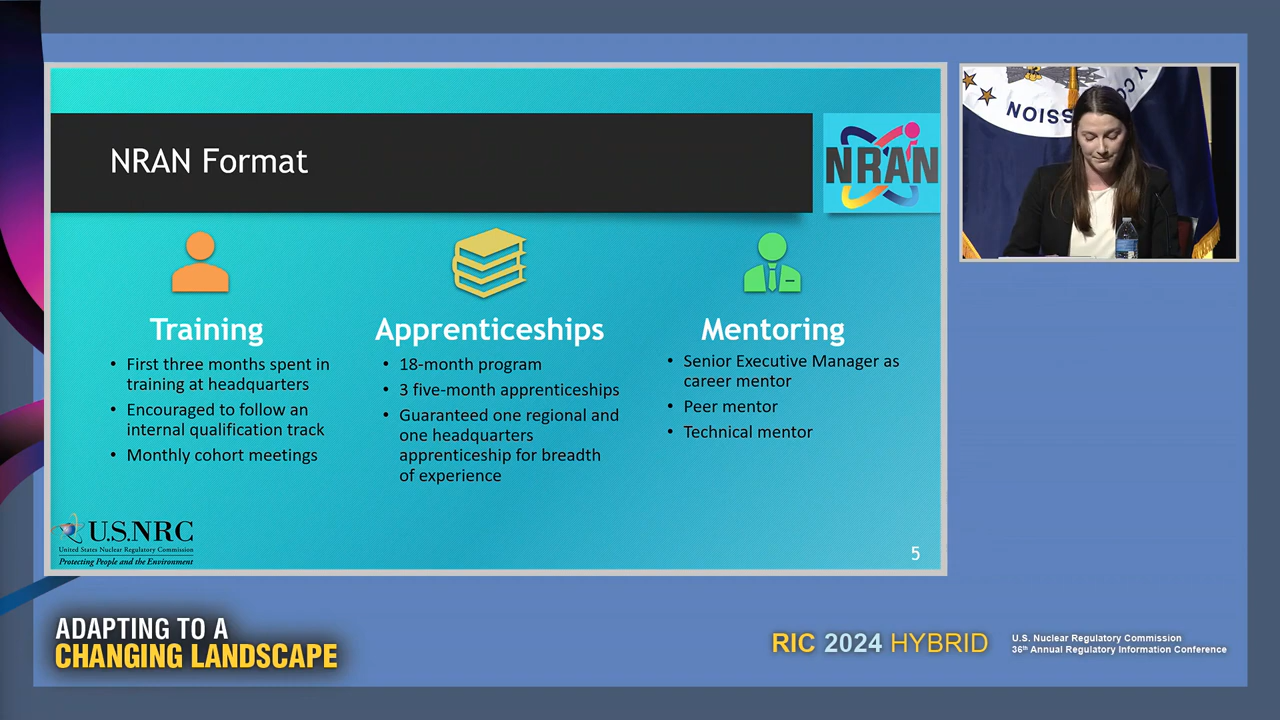 NRAN Format
NRAN
Training
• First three months spent in
training at headquarters
• Encouraged to follow an
internal qualification track
• Monthly cohort meetings
Apprenticeships
• 18-month program
• 3 five-month apprenticeships
• Guaranteed one regional and
one headquarters
apprenticeship for breadth
of experience
Mentoring
• Senior Executive Manager as
career mentor
• Peer mentor
• Technical mentor
U.S.NRC
United States Nuclear Regulatory Commission
Protecting People and the Environment
5
ADAPTING TO A
CHANGING LANDSCAPE
RIC 2024 HYBRID
U.S. Nuclear Regulatory Commission
36th Annual Regulatory Information Conference